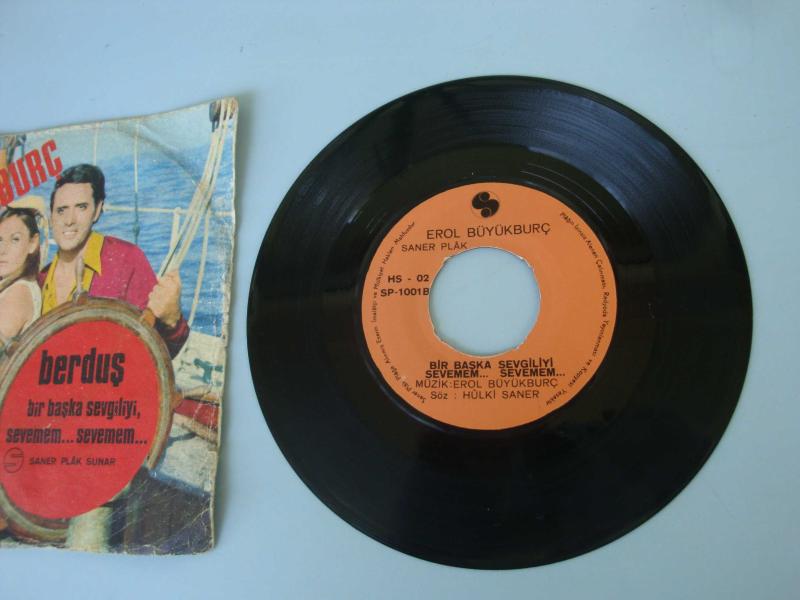 BURÇ
berduş
bir başka sevgiliyi,
sevemem... sevemem...
SANER PLÂK SUNAR
EROL BÜYÜKBURÇ
SANER PLÂK
HS - 02
SP-1001B
BİR BAŞKA SEVGİLİYİ
SEVEMEM... SEVEMEM...
MÜZİK:EROL BÜYÜKBURÇ
Söz : HÜLKİ SANER